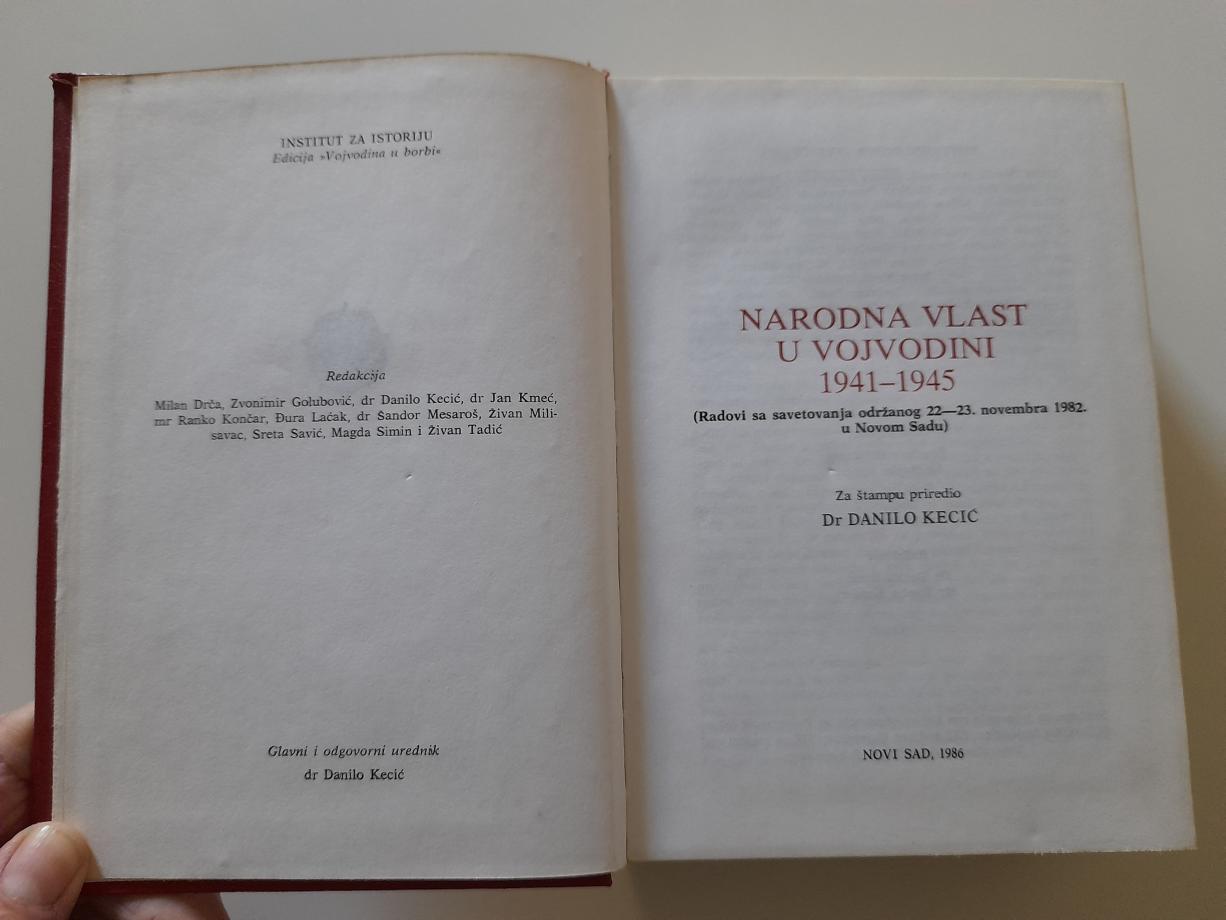 INSTITUT ZA ISTORIJU
Edicija »Vojvodina u borbi«
Redakcija
Milan Drča, Zvonimir Golubović, dr Danilo Kecić, dr Jan Kmeć,
mr Ranko Končar, Đura Laćak, dr Šandor Mesaroš, Živan Mili-
savac, Sreta Savić, Magda Simin i Živan Tadić
Glavni i odgovorni urednik
dr Danilo Kecić
NARODNA VLAST
U VOJVODINI
1941–1945
(Radovi sa savetovanja održanog 22—23. novembra 1982.
u Novom Sadu)
Za štampu priredio
Dr DANILO KECIĆ
NOVI SAD, 1986